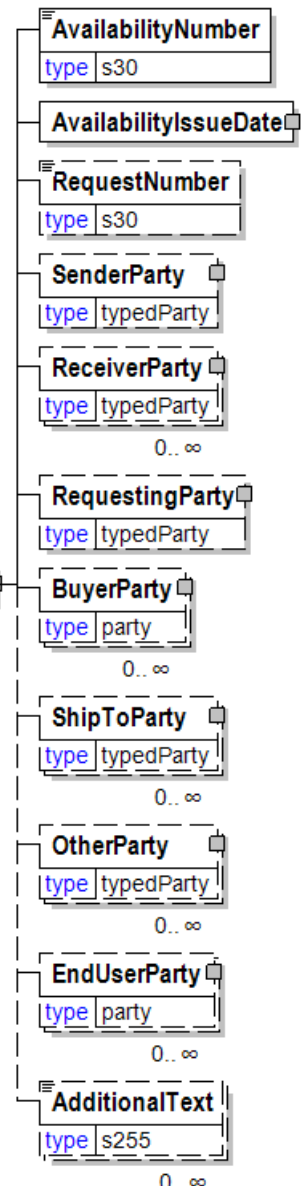 AvailabilityNumber
type s30
AvailabilityIssueDate
RequestNumber
type s30
SenderParty
type typedParty
ReceiverParty
type typedParty
0.. ∞
RequestingParty
type typedParty
BuyerParty
type party
0.. ∞
ShipToParty
type typedParty
0.. ∞
OtherParty
type typedParty
0.. ∞
EndUserParty
type party
0.. ∞
AdditionalText
type s255
0.. ∞